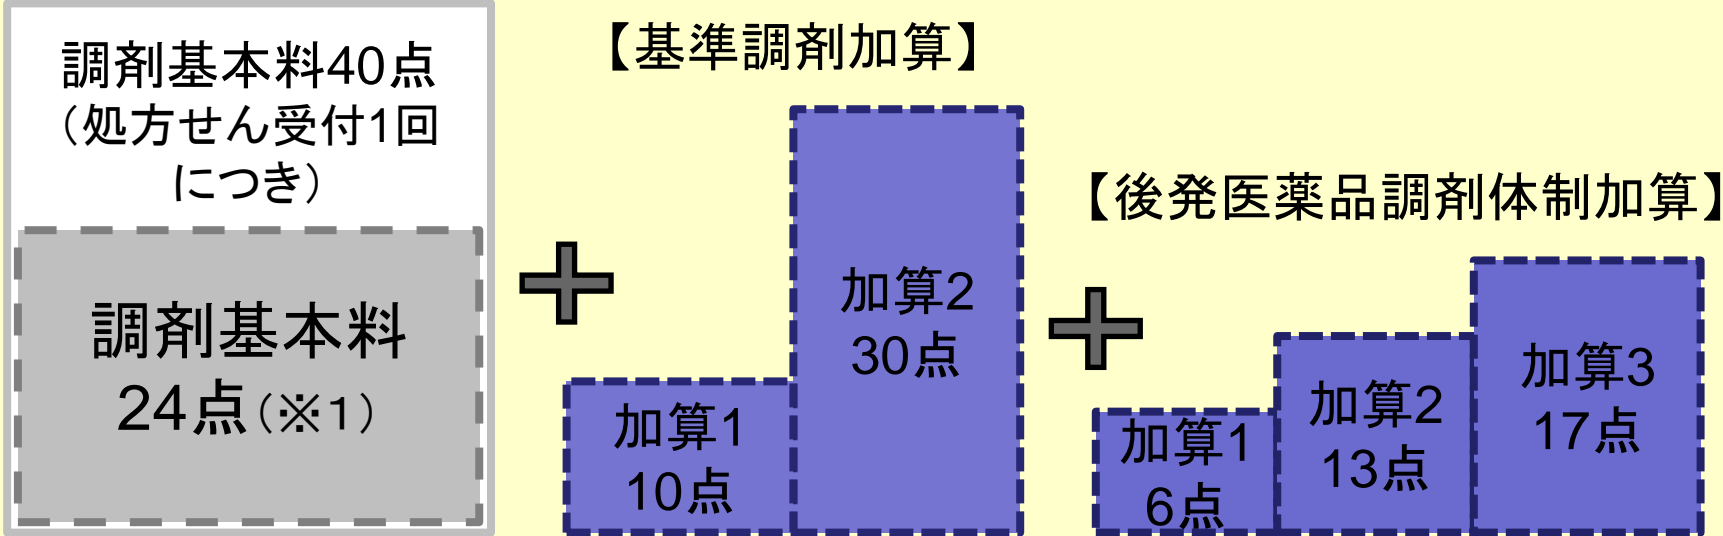 調剤基本料40点
（処方せん受付1回
につき）
調剤基本料
24点（※1）
【基準調剤加算】
加算1
10点
加算2
30点
【後発医薬品調剤体制加算】
加算1
6点
加算2
13点
加算3
17点